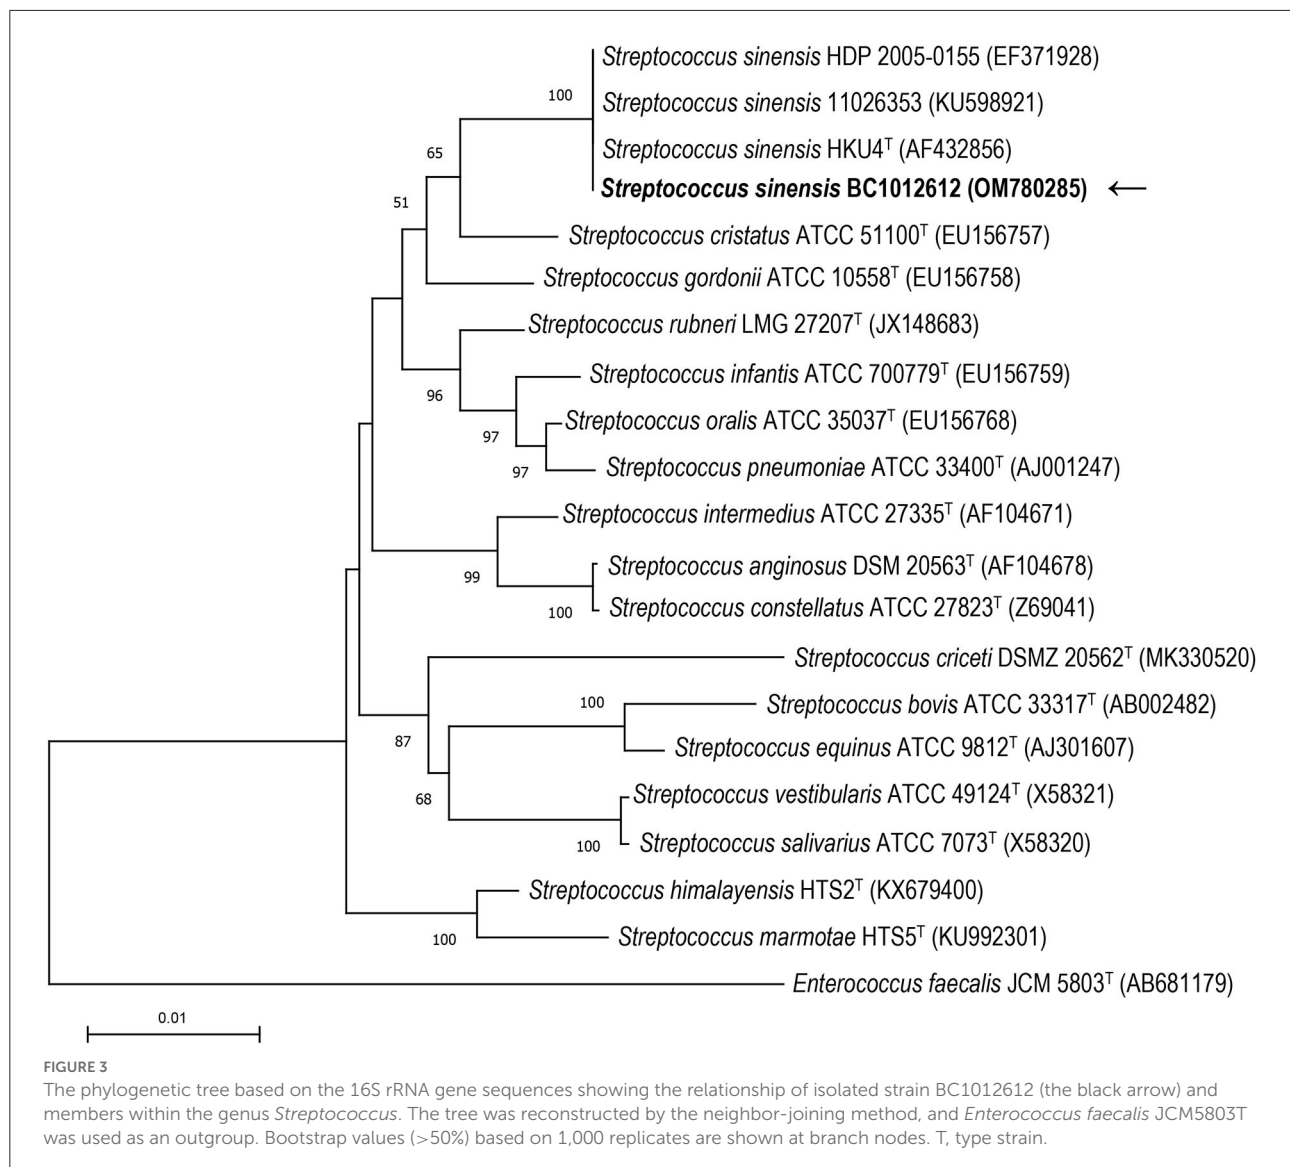 100
Streptococcus sinensis HDP 2005-0155 (EF371928)
Streptococcus sinensis 11026353 (KU598921)
65
Streptococcus sinensis HKU4T (AF432856)
Streptococcus sinensis BC1012612 (OM780285)
51
Streptococcus cristatus ATCC 51100T (EU156757)
Streptococcus gordonii ATCC 10558T (EU156758)
Streptococcus rubneri LMG 27207T (JX148683)
96
Streptococcus infantis ATCC 700779T (EU156759)
97
Streptococcus oralis ATCC 35037T (EU156768)
97
Streptococcus pneumoniae ATCC 33400T (AJ001247)
Streptococcus intermedius ATCC 27335T (AF104671)
99
Streptococcus anginosus DSM 20563T (AF104678)
100
Streptococcus constellatus ATCC 27823T (Z69041)
Streptococcus criceti DSMZ 20562T (MK330520)
100
Streptococcus bovis ATCC 33317T (AB002482)
87
Streptococcus equinus ATCC 9812T (AJ301607)
68
Streptococcus vestibularis ATCC 49124T (X58321)
100
Streptococcus salivarius ATCC 7073T (X58320)
Streptococcus himalayensis HTS2T (KX679400)
100
Streptococcus marmotae HTS5T (KU992301)
Enterococcus faecalis JCM 5803T (AB681179)
0.01
FIGURE 3
The phylogenetic tree based on the 16S rRNA gene sequences showing the relationship of isolated strain BC1012612 (the black arrow) and
members within the genus Streptococcus. The tree was reconstructed by the neighbor-joining method, and Enterococcus faecalis JCM5803T
was used as an outgroup. Bootstrap values (>50%) based on 1,000 replicates are shown at branch nodes. T, type strain.